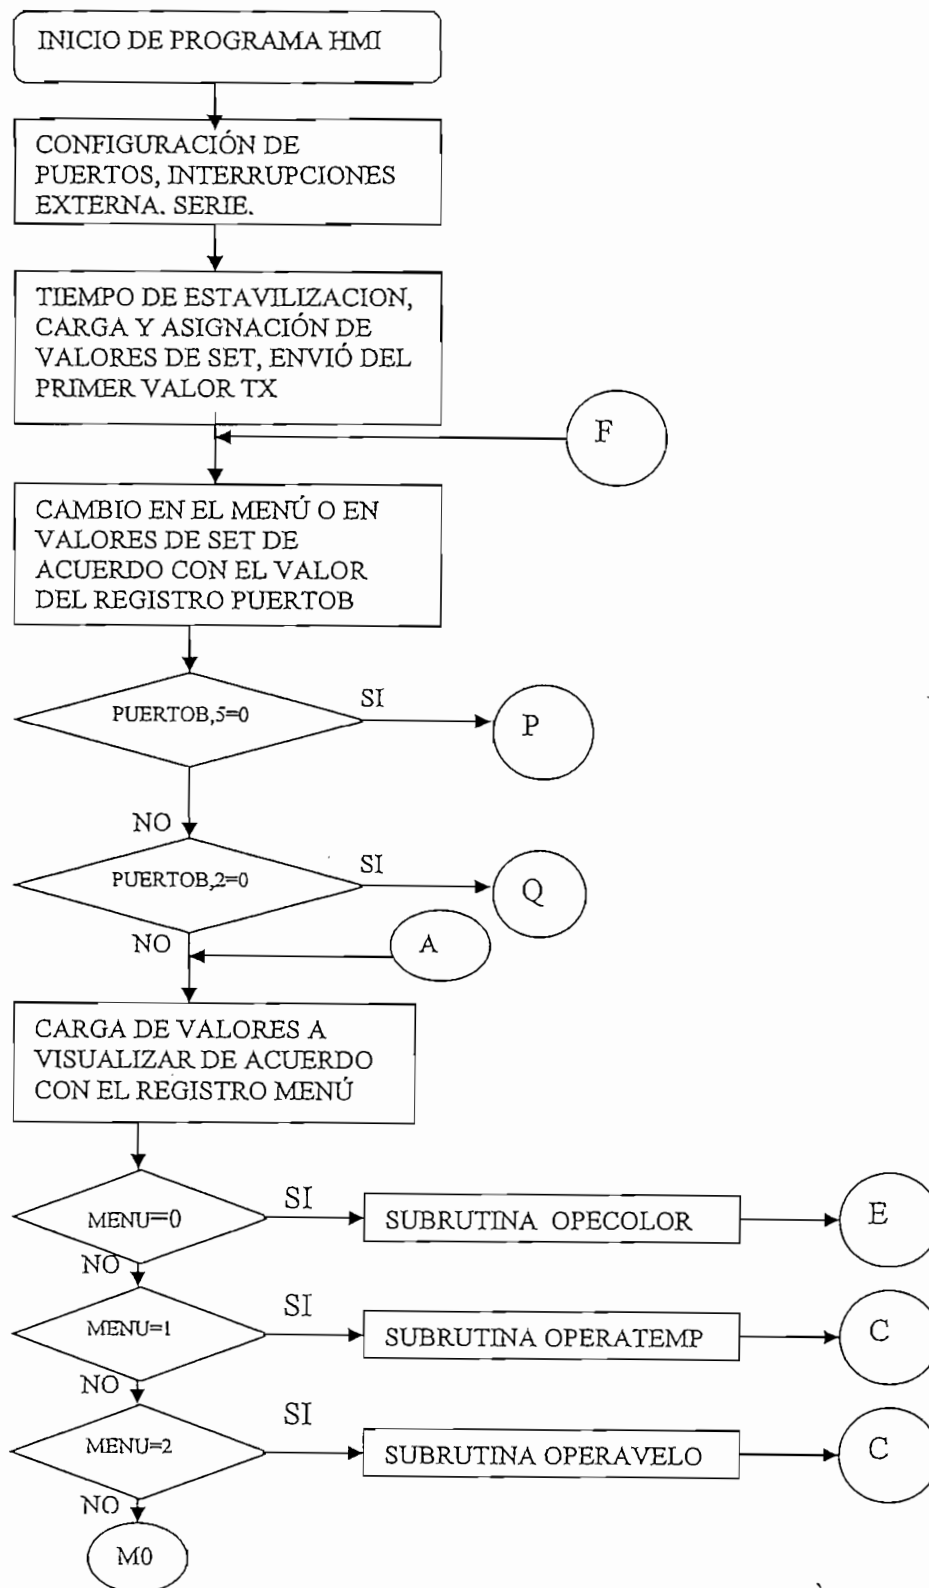 INICIO DE PROGRAMA HMI
CONFIGURACIÓN DE
PUERTOS, INTERRUPCIONES
EXTERNA. SERIE.
TIEMPO DE ESTAVILIZACION,
CARGA Y ASIGNACIÓN DE
VALORES DE SET, ENVIÓ DEL
PRIMER VALOR TX
F
CAMBIO EN EL MENÚ O EN
VALORES DE SET DE
ACUERDO CON EL VALOR
DEL REGISTRO PUERTOB
PUERTOB,5=0
SI
P
NO
PUERTOB,2=0
SI
Q
NO
A
CARGA DE VALORES A
VISUALIZAR DE ACUERDO
CON EL REGISTRO MENÚ
MENU=0
SI
SUBRUTINA OPECOLOR
E
NO
MENU=1
SI
SUBRUTINA OPERATEMP
C
NO
MENU=2
SI
SUBRUTINA OPERAVELO
C
NO
M0